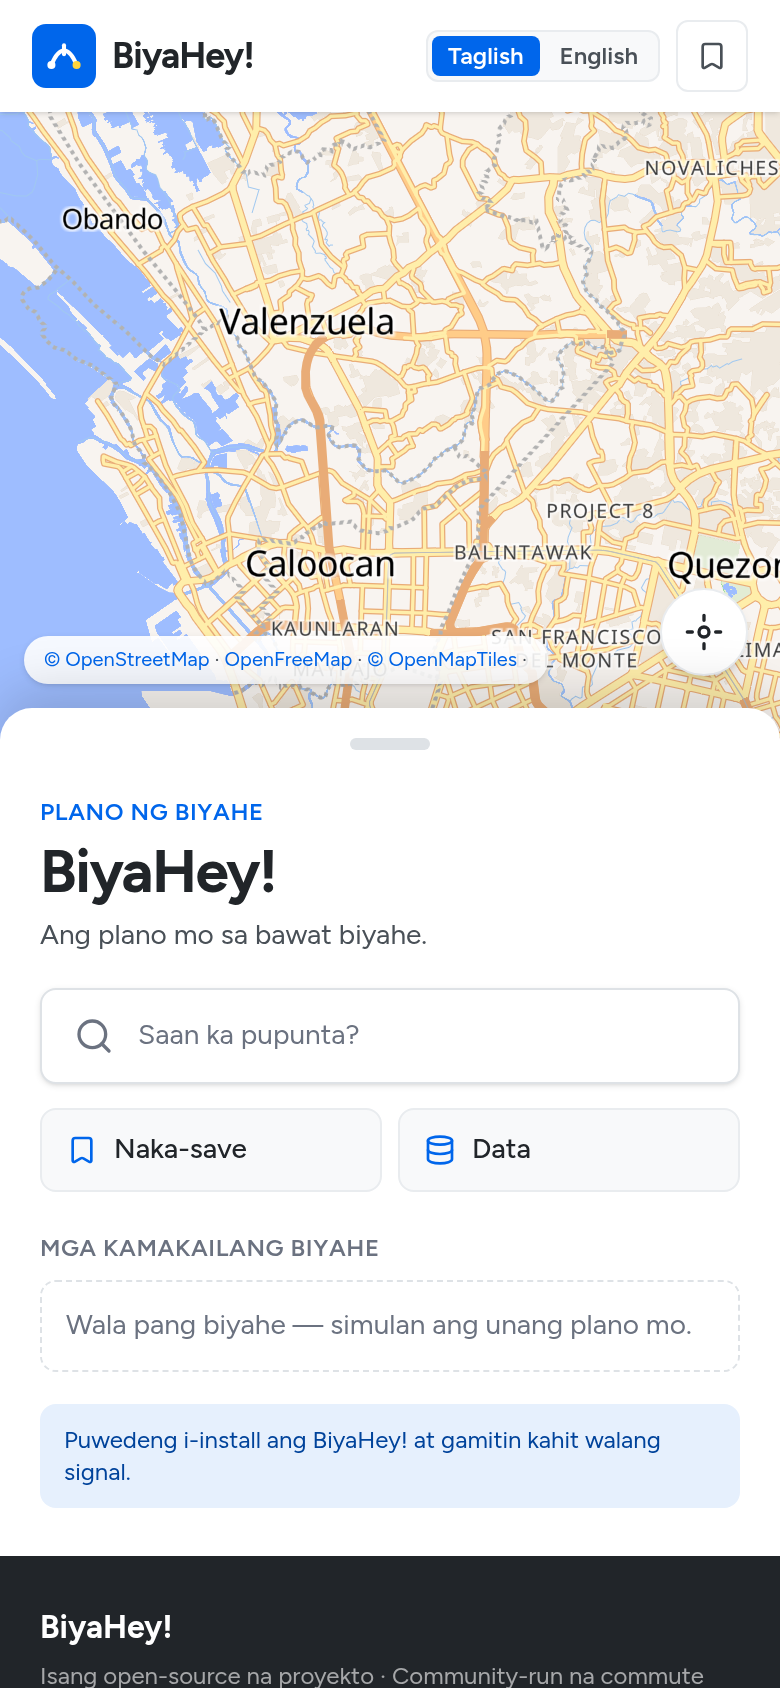 BiyaHey!
Taglish
English
NOVALICHES
Obando
Valenzuela
PROJECT 8
BALINTAWAK
Caloocan
Quezon
KAUNLARAN
SAN FRANCISCO
DEL MONTE
MAYPAJO
© OpenStreetMap · OpenFreeMap · © OpenMapTiles ·
PLANO NG BIYAHE
BiyaHey!
Ang plano mo sa bawat biyahe.
Saan ka pupunta?
Naka-save
Data
MGA KAMAKAILANG BIYAHE
Wala pang biyahe — simulan ang unang plano mo.
Puwedeng i-install ang BiyaHey! at gamitin kahit walang
signal.
BiyaHey!
Isang open-source na proyekto · Community-run na commute